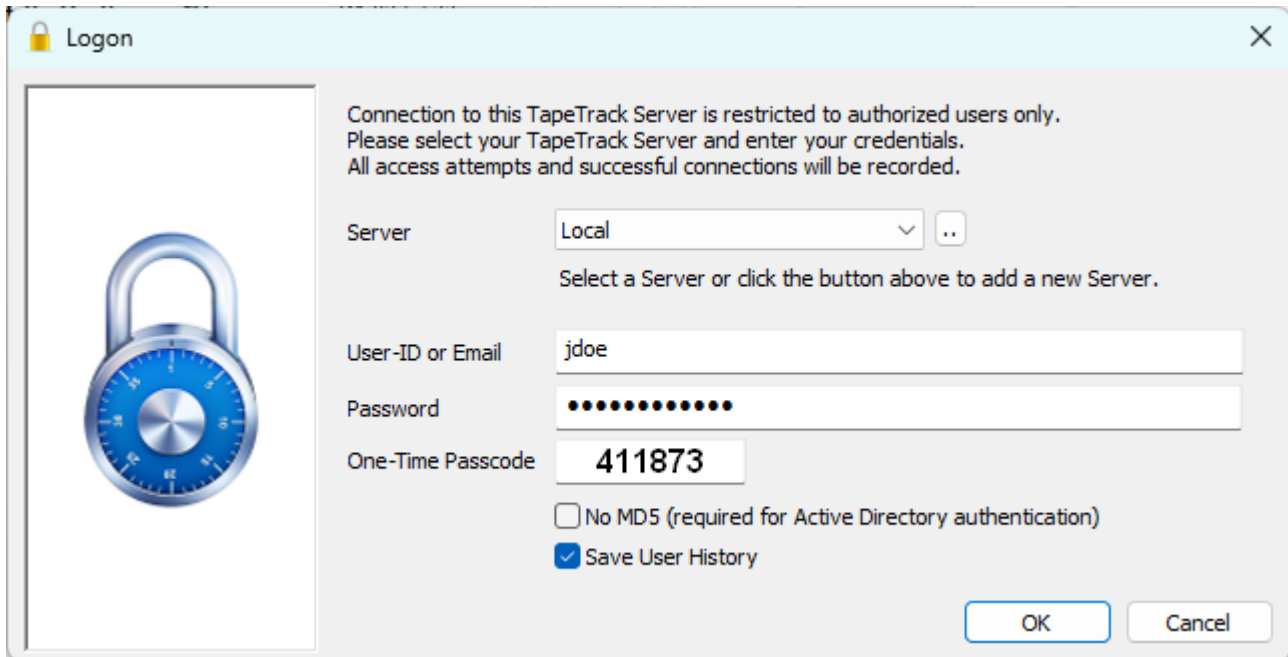 Logon
Connection to this TapeTrack Server is restricted to authorized users only.
Please select your TapeTrack Server and enter your credentials.
All access attempts and successful connections will be recorded.
Server
Local
..
Select a Server or click the button above to add a new Server.
User-ID or Email
jdoe
Password
••••••••••••
One-Time Passcode
411873
No MD5 (required for Active Directory authentication)
Save User History
OK
Cancel